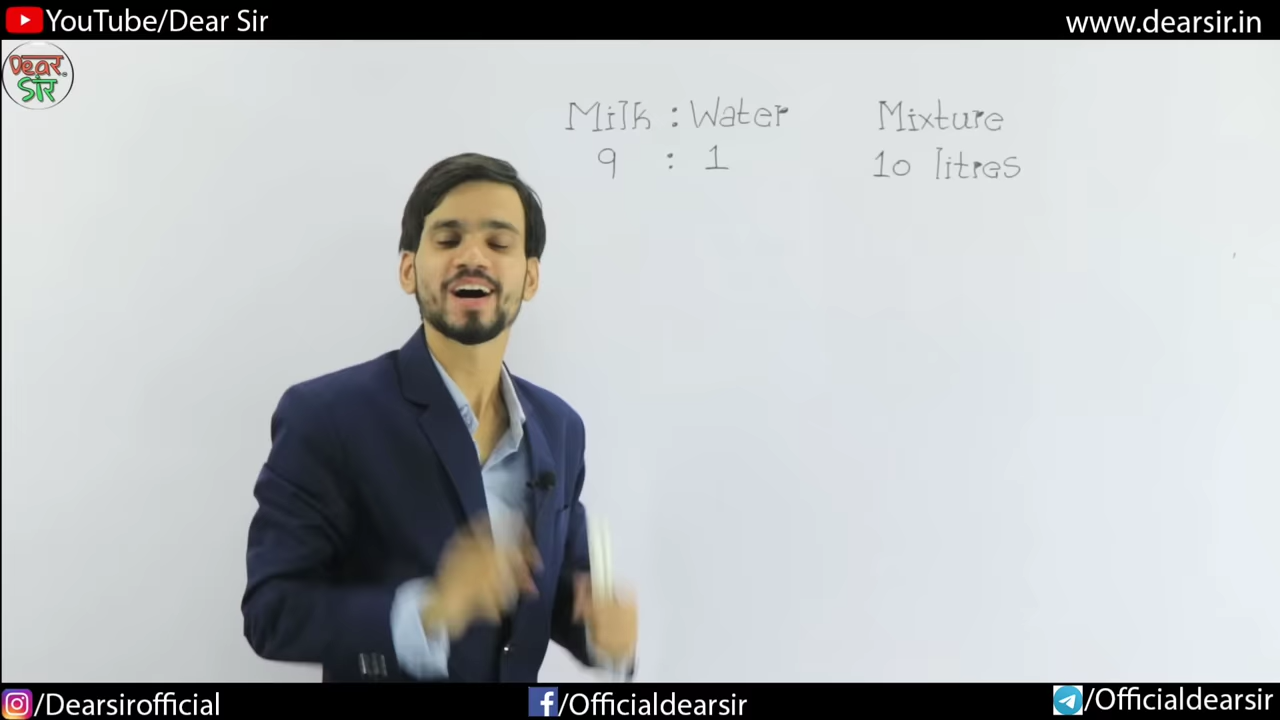 YouTube/Dear Sir
www.dearsir.in
Dear
Sir
Milk : Water Mixture
9 : 1 10 litres
/Dearsirofficial
/Officialdearsir
/Officialdearsir